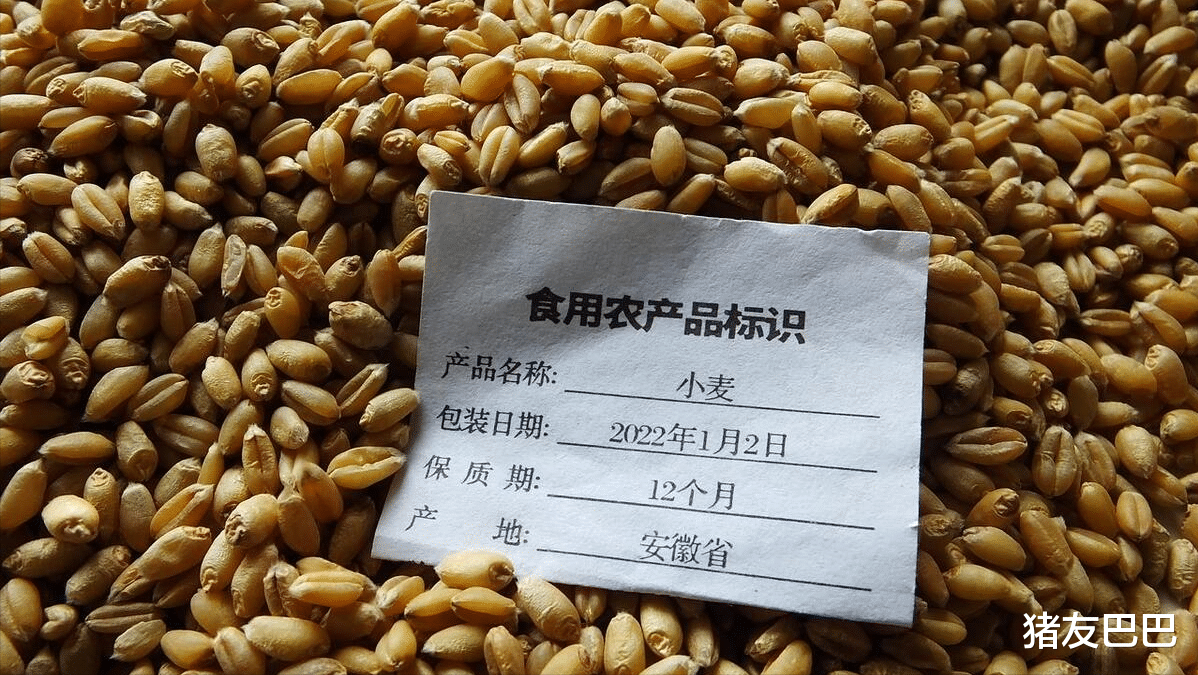 食用农产品标识
产品名称: 小麦
包装日期: 2022年1月2日
保质期: 12个月
产地: 安徽省
猪友巴巴